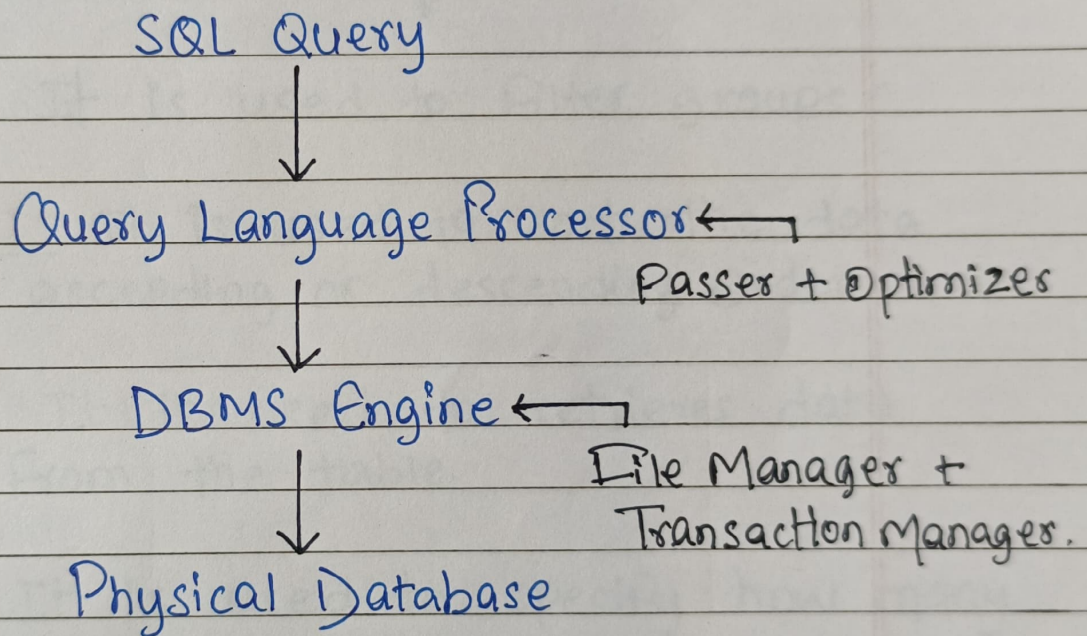 SQL Query
Query Language Processor
Passer + Optimizer
DBMS Engine
File Manager +
Transaction Manager.
Physical Database